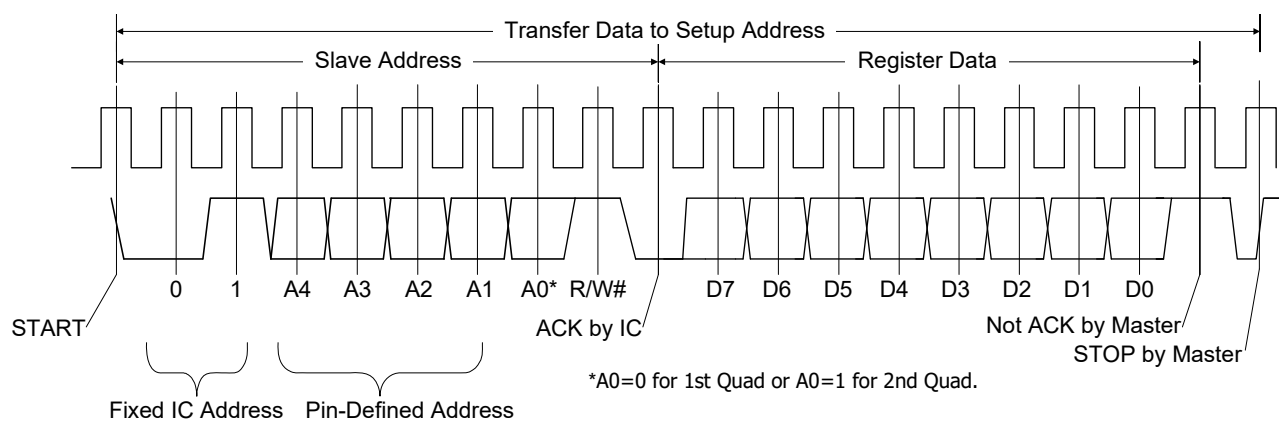 Transfer Data to Setup Address
Slave Address
Register Data
0 1 A4 A3 A2 A1 A0* R/W# D7 D6 D5 D4 D3 D2 D1 D0
START
ACK by IC
Not ACK by Master
STOP by Master
*A0=0 for 1st Quad or A0=1 for 2nd Quad.
Fixed IC Address
Pin-Defined Address